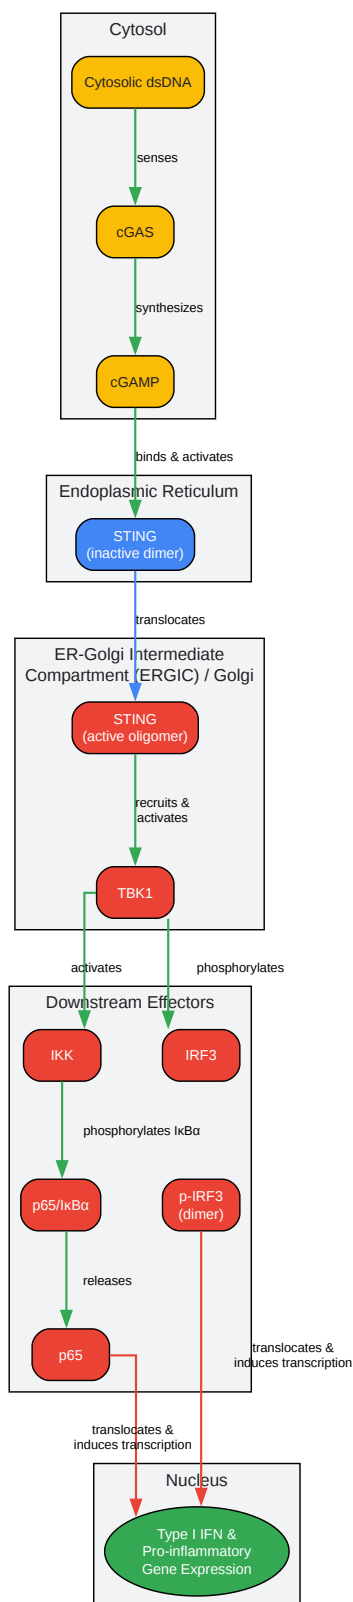 Cytosol
Cytosolic dsDNA
senses
cGAS
synthesizes
cGAMP
binds & activates
Endoplasmic Reticulum
STING
(inactive dimer)
translocates
ER-Golgi Intermediate
Compartment (ERGIC) / Golgi
STING
(active oligomer)
recruits &
activates
TBK1
activates
phosphorylates
Downstream Effectors
IKK
IRF3
phosphorylates IκBα
p65/IκBα
p-IRF3
(dimer)
releases
p65
translocates &
induces transcription
translocates &
induces transcription
Nucleus
Type I IFN &
Pro-inflammatory
Gene Expression